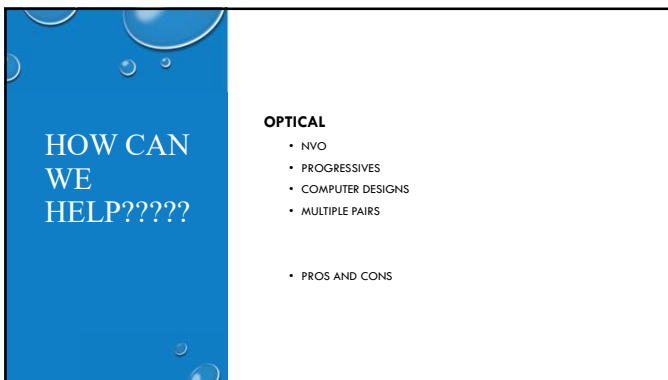 HOW CAN
WE
HELP?????
OPTICAL
• NVO
• PROGRESSIVES
• COMPUTER DESIGNS
• MULTIPLE PAIRS
• PROS AND CONS